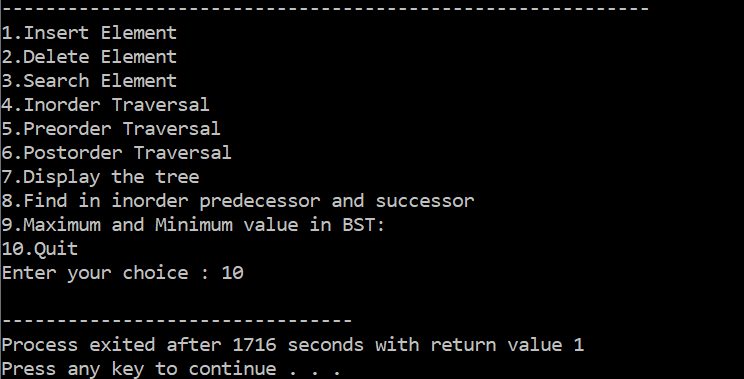 ----------------------------------------------------------
1.Insert Element
2.Delete Element
3.Search Element
4.Inorder Traversal
5.Preorder Traversal
6.Postorder Traversal
7.Display the tree
8.Find in inorder predecessor and successor
9.Maximum and Minimum value in BST:
10.Quit
Enter your choice : 10
--------------------------------
Process exited after 1716 seconds with return value 1
Press any key to continue . . .